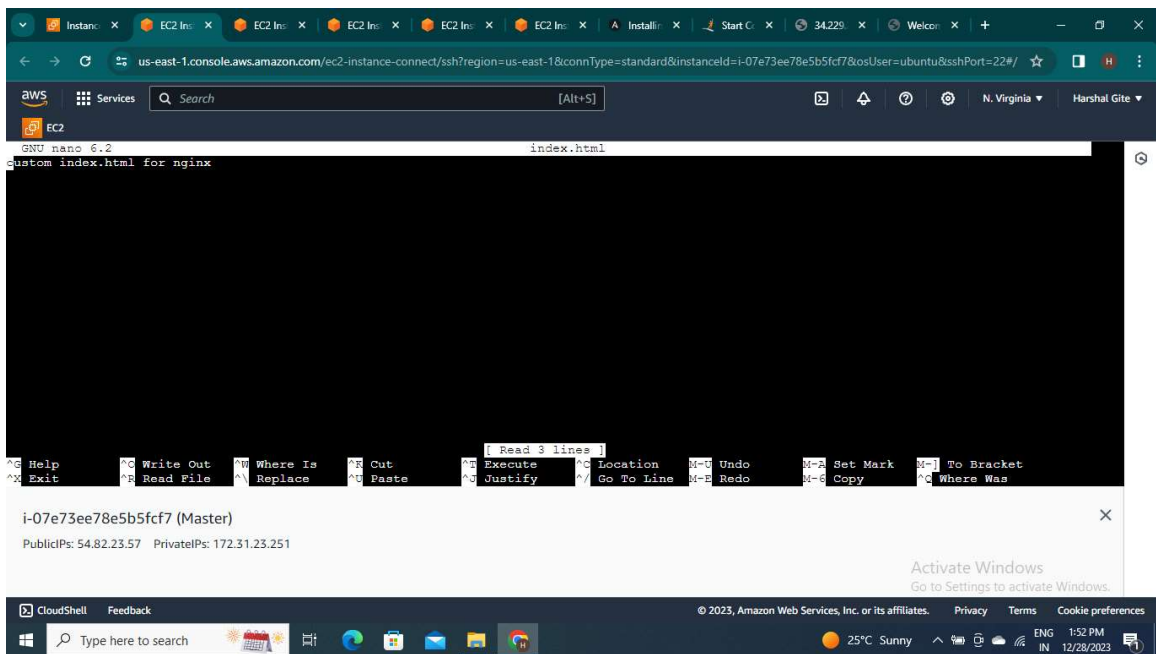 Instanc
EC2 Ins
EC2 Ins
EC2 Ins
EC2 Ins
EC2 Ins
Installin
Start Co
34.229.
Welcom
us-east-1.console.aws.amazon.com/ec2-instance-connect/ssh?region=us-east-1&connType=standard&instanceId=i-07e73ee78e5b5fcf7&osUser=ubuntu&sshPort=22#/
H
aws Services Search [Alt+S] N. Virginia Harshal Gite
EC2
GNU nano 6.2 index.html
custom index.html for nginx
[ Read 3 lines ]
^G Help ^O Write Out ^W Where Is ^K Cut ^T Execute ^C Location M-U Undo M-A Set Mark M-] To Bracket
^X Exit ^R Read File ^\ Replace ^U Paste ^J Justify ^/ Go To Line M-E Redo M-6 Copy ^Q Where Was
i-07e73ee78e5b5fcf7 (Master)
PublicIPs: 54.82.23.57 PrivateIPs: 172.31.23.251
Activate Windows
Go to Settings to activate Windows.
CloudShell Feedback © 2023, Amazon Web Services, Inc. or its affiliates. Privacy Terms Cookie preferences
Type here to search 25°C Sunny ENG 1:52 PM
IN 12/28/2023